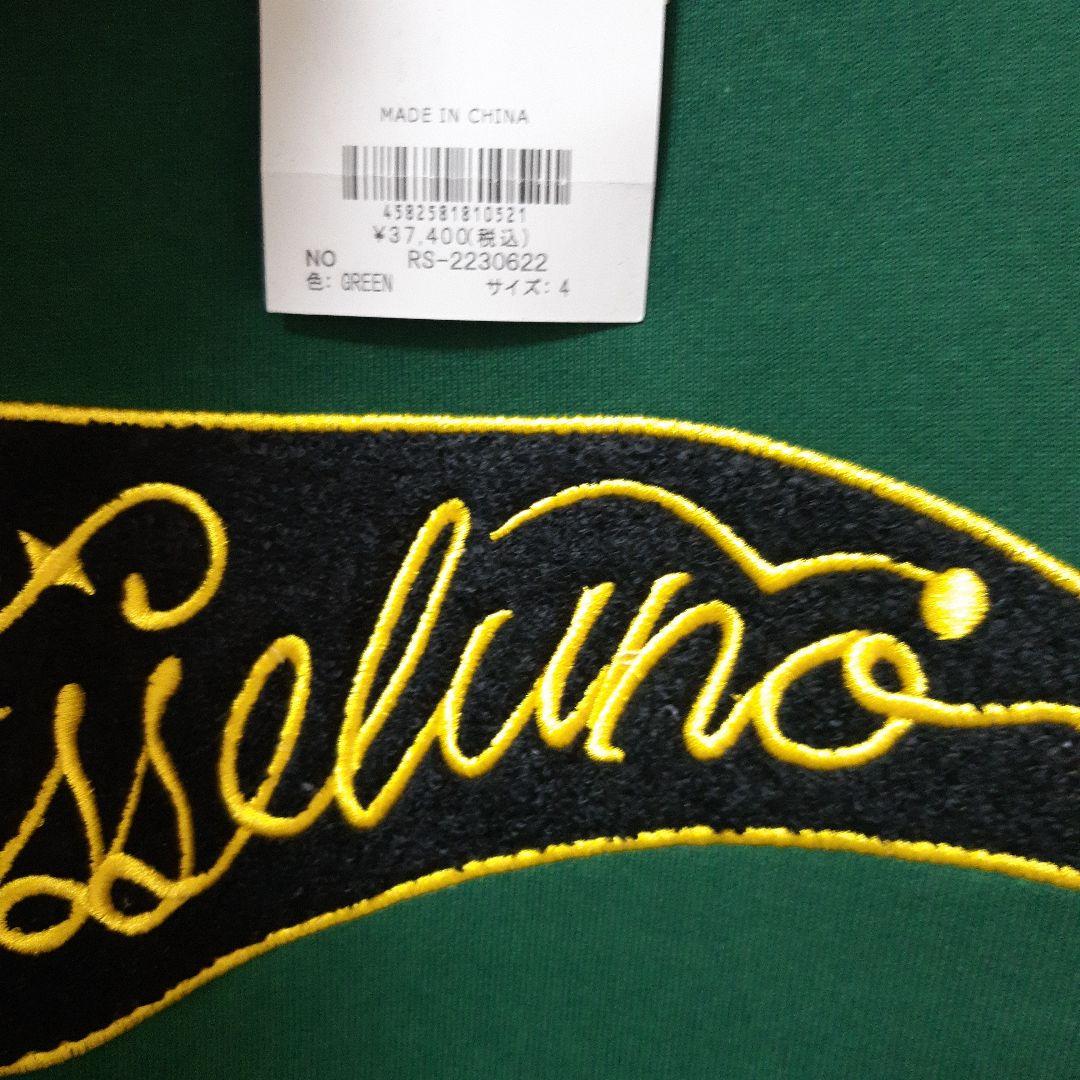 MADE IN CHINA
4582581810521
¥37,400(税込)
NO RS-2230622
色: GREEN サイズ: 4
sseluno